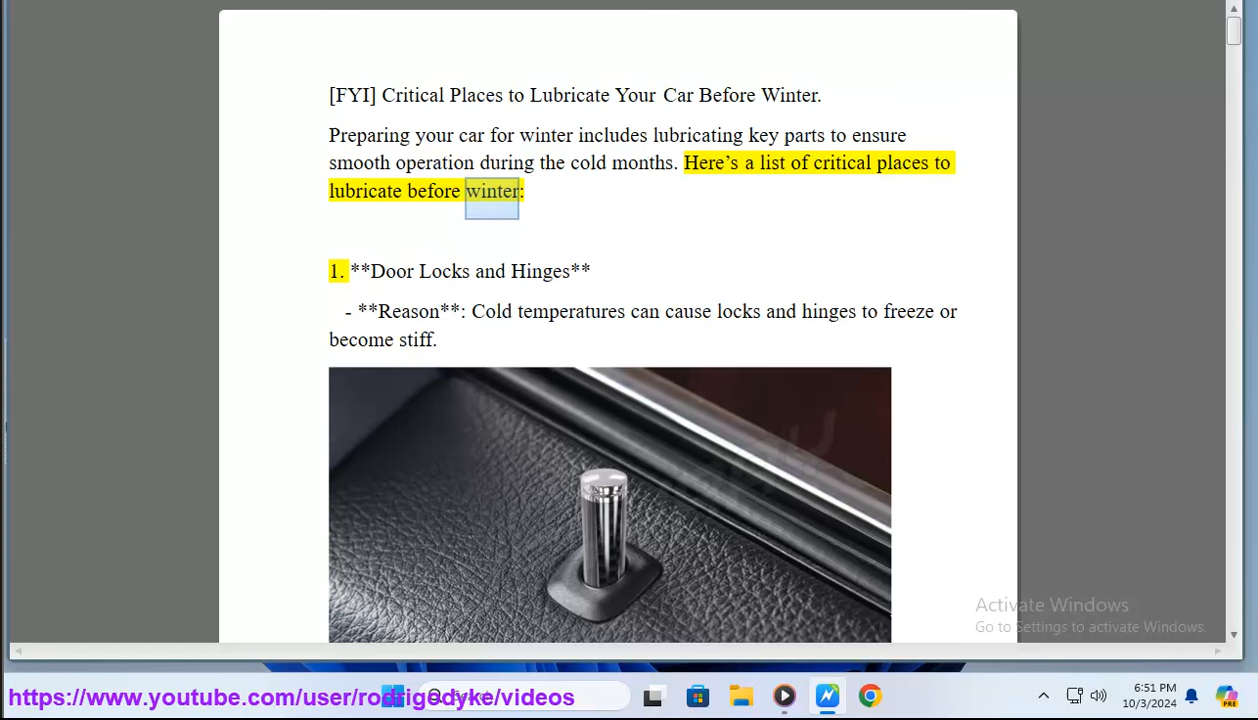 [FYI] Critical Places to Lubricate Your Car Before Winter.
Preparing your car for winter includes lubricating key parts to ensure
smooth operation during the cold months. Here’s a list of critical places to
lubricate before winter:
1. **Door Locks and Hinges**
- **Reason**: Cold temperatures can cause locks and hinges to freeze or
become stiff.
Activate Windows
Go to Settings to activate Windows.
https://www.youtube.com/user/rodrigedyke/videos
6:51 PM
10/3/2024
PRE